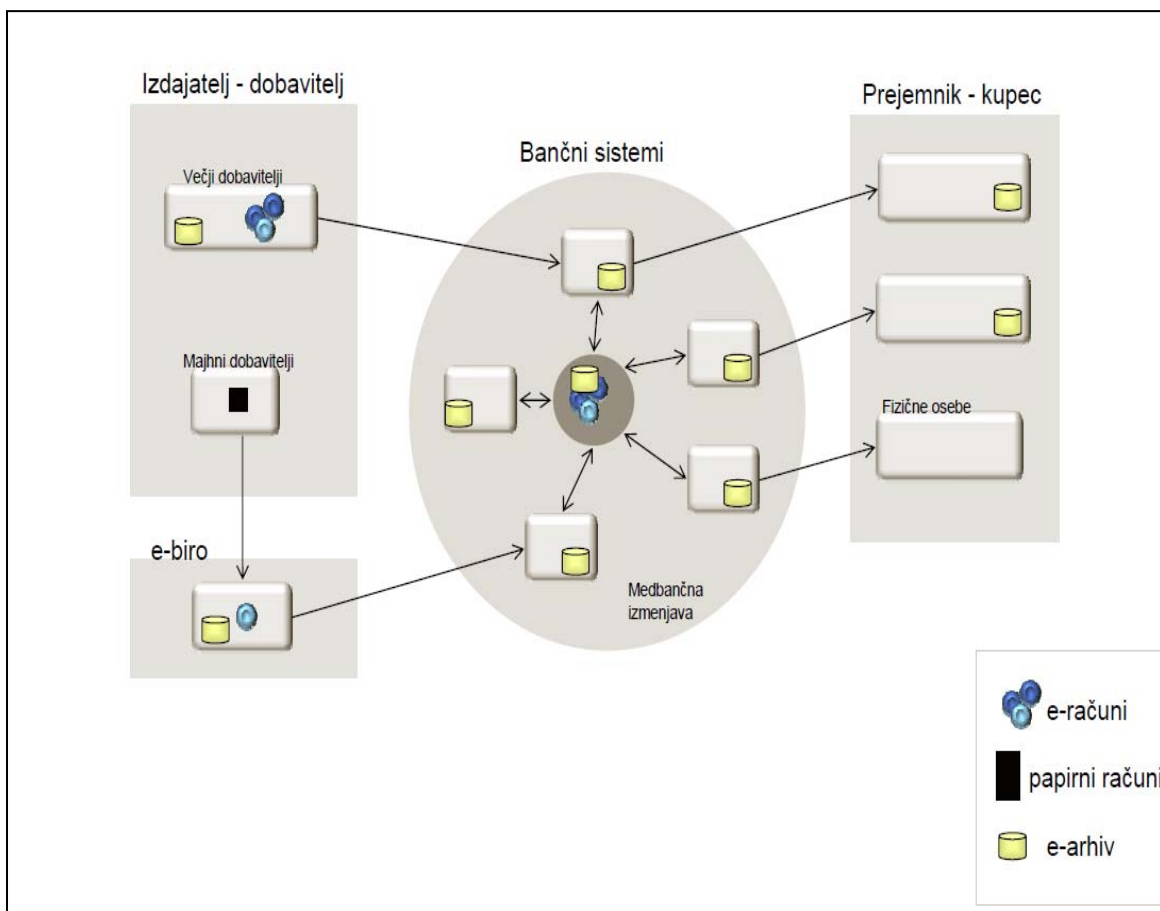 Izdajatelj - dobavitelj
Večji dobavitelji
Majhni dobavitelji
e-biro
Bančni sistemi
Medbančna
izmenjava
Prejemnik - kupec
Fizične osebe
e-računi
papirni računi
e-arhiv